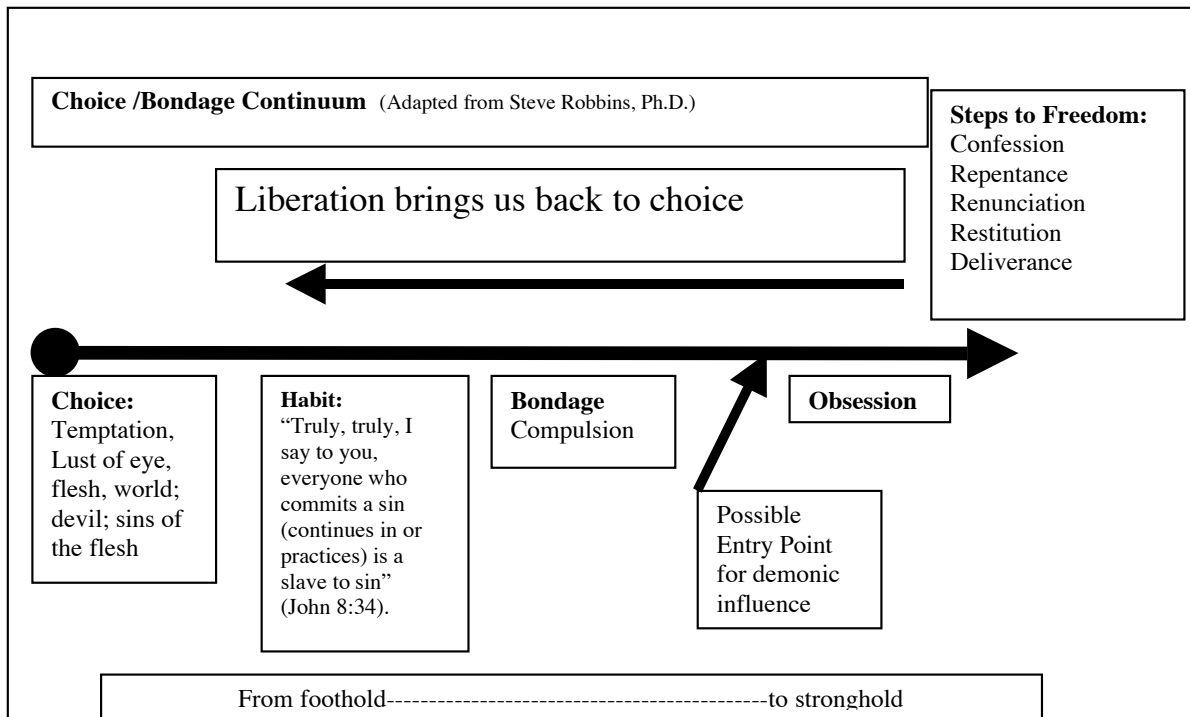 Choice /Bondage Continuum (Adapted from Steve Robbins, Ph.D.)
Steps to Freedom:
Confession
Repentance
Renunciation
Restitution
Deliverance
Liberation brings us back to choice
Choice:
Temptation,
Lust of eye,
flesh, world;
devil; sins of
the flesh
Habit:
“Truly, truly, I
say to you,
everyone who
commits a sin
(continues in or
practices) is a
slave to sin”
(John 8:34).
Bondage
Compulsion
Obsession
Possible
Entry Point
for demonic
influence
From foothold------------------------------------------to stronghold